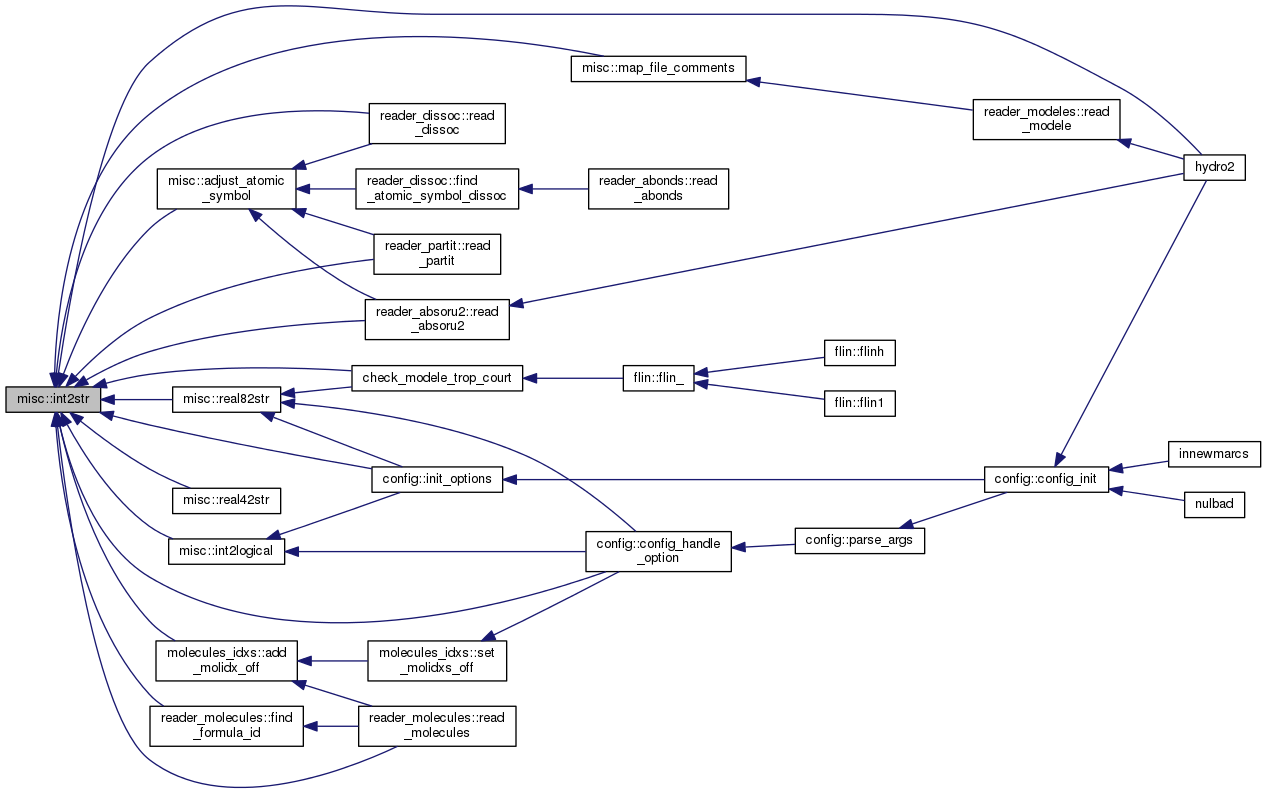 misc::map_file_comments
reader_modeles::read
_modele
reader_dissoc::read
_dissoc
hydro2
misc::adjust_atomic
_symbol
reader_dissoc::find
_atomic_symbol_dissoc
reader_abonds::read
_abonds
reader_partit::read
_partit
reader_absoru2::read
_absoru2
flin::flinh
check_modele_trop_court
flin::flin_
misc::int2str
misc::real82str
flin::flin1
innewmarcs
config::init_options
config::config_init
misc::real42str
nulbad
config::config_handle
_option
config::parse_args
misc::int2logical
molecules_idxs::add
_molidx_off
molecules_idxs::set
_molidxs_off
reader_molecules::find
_formula_id
reader_molecules::read
_molecules